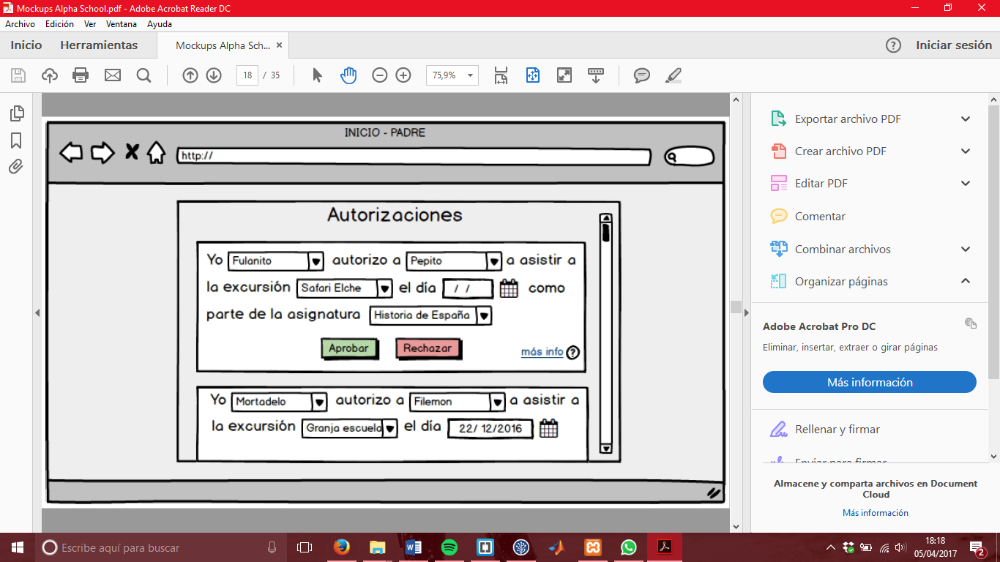 Mockups Alpha School.pdf - Adobe Acrobat Reader DC
Archivo Edición Ver Ventana Ayuda
Inicio Herramientas Mockups Alpha Sch... × ? Iniciar sesión
18 / 35 75,9%
INICIO - PADRE
http://
Autorizaciones
Yo Fulanito autorizo a Pepito a asistir a
la excursión Safari Elche el día / / como
parte de la asignatura Historia de España
Aprobar Rechazar más info ?
Yo Mortadelo autorizo a Filemon a asistir a
la excursión Granja escuela el día 22/ 12/2016
Exportar archivo PDF
Crear archivo PDF
Editar PDF
Comentar
Combinar archivos
Organizar páginas
Adobe Acrobat Pro DC
Eliminar, insertar, extraer o girar páginas
Más información
Rellenar y firmar
Enviar para firmar
Almacene y comparta archivos en Document
Cloud
Más información
Escribe aquí para buscar
18:18
05/04/2017
2